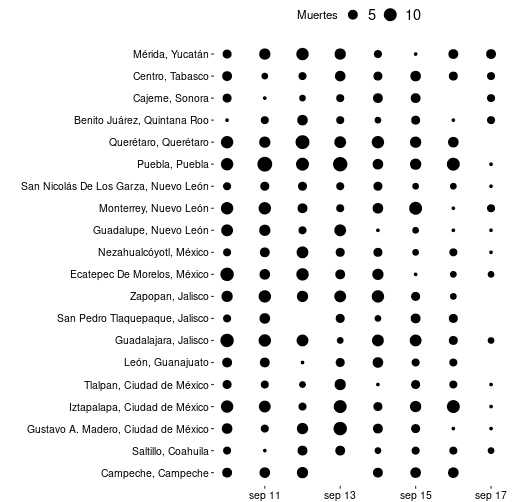 Muertes 5 10
Mérida, Yucatán
Centro, Tabasco
Cajeme, Sonora
Benito Juárez, Quintana Roo
Querétaro, Querétaro
Puebla, Puebla
San Nicolás De Los Garza, Nuevo León
Monterrey, Nuevo León
Guadalupe, Nuevo León
Nezahualcóyotl, México
Ecatepec De Morelos, México
Zapopan, Jalisco
San Pedro Tlaquepaque, Jalisco
Guadalajara, Jalisco
León, Guanajuato
Tlalpan, Ciudad de México
Iztapalapa, Ciudad de México
Gustavo A. Madero, Ciudad de México
Saltillo, Coahuila
Campeche, Campeche
sep 11 sep 13 sep 15 sep 17